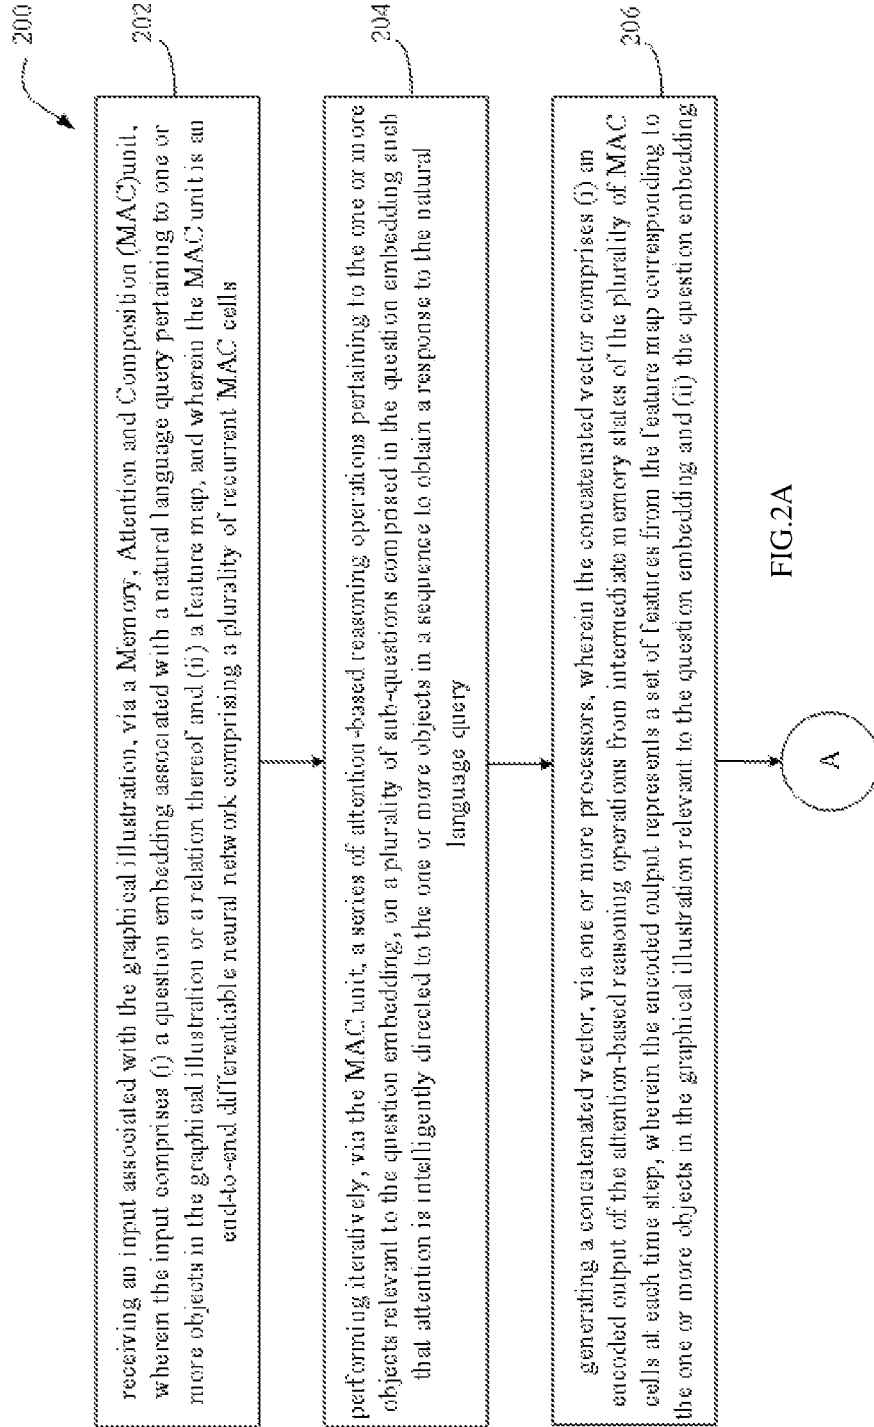 200
receiving an input associated with the graphical illustration, via a Memory, Attention and Composition (MAC)unit,
wherein the input comprises (i) a question embedding associated with a natural language query pertaining to one or
more objects in the graphical illustration or a relation thereof and (ii) a feature map, and wherein the MAC unit is an
end-to-end differentiable neural network comprising a plurality of recurrent MAC cells
202
performing iteratively, via the MAC unit, a series of attention-based reasoning operations pertaining to the one or more
objects relevant to the question embedding, on a plurality of sub-questions comprised in the question embedding such
that attention is intelligently directed to the one or more objects in a sequence to obtain a response to the natural
language query
204
generating a concatenated vector, via one or more processors, wherein the concatenated vector comprises (i) an
encoded output of the attention-based reasoning operations from intermediate memory states of the plurality of MAC
cells at each time step, wherein the encoded output represents a set of features from the feature map corresponding to
the one or more objects in the graphical illustration relevant to the question embedding and (ii) the question embedding
206
A
FIG.2A